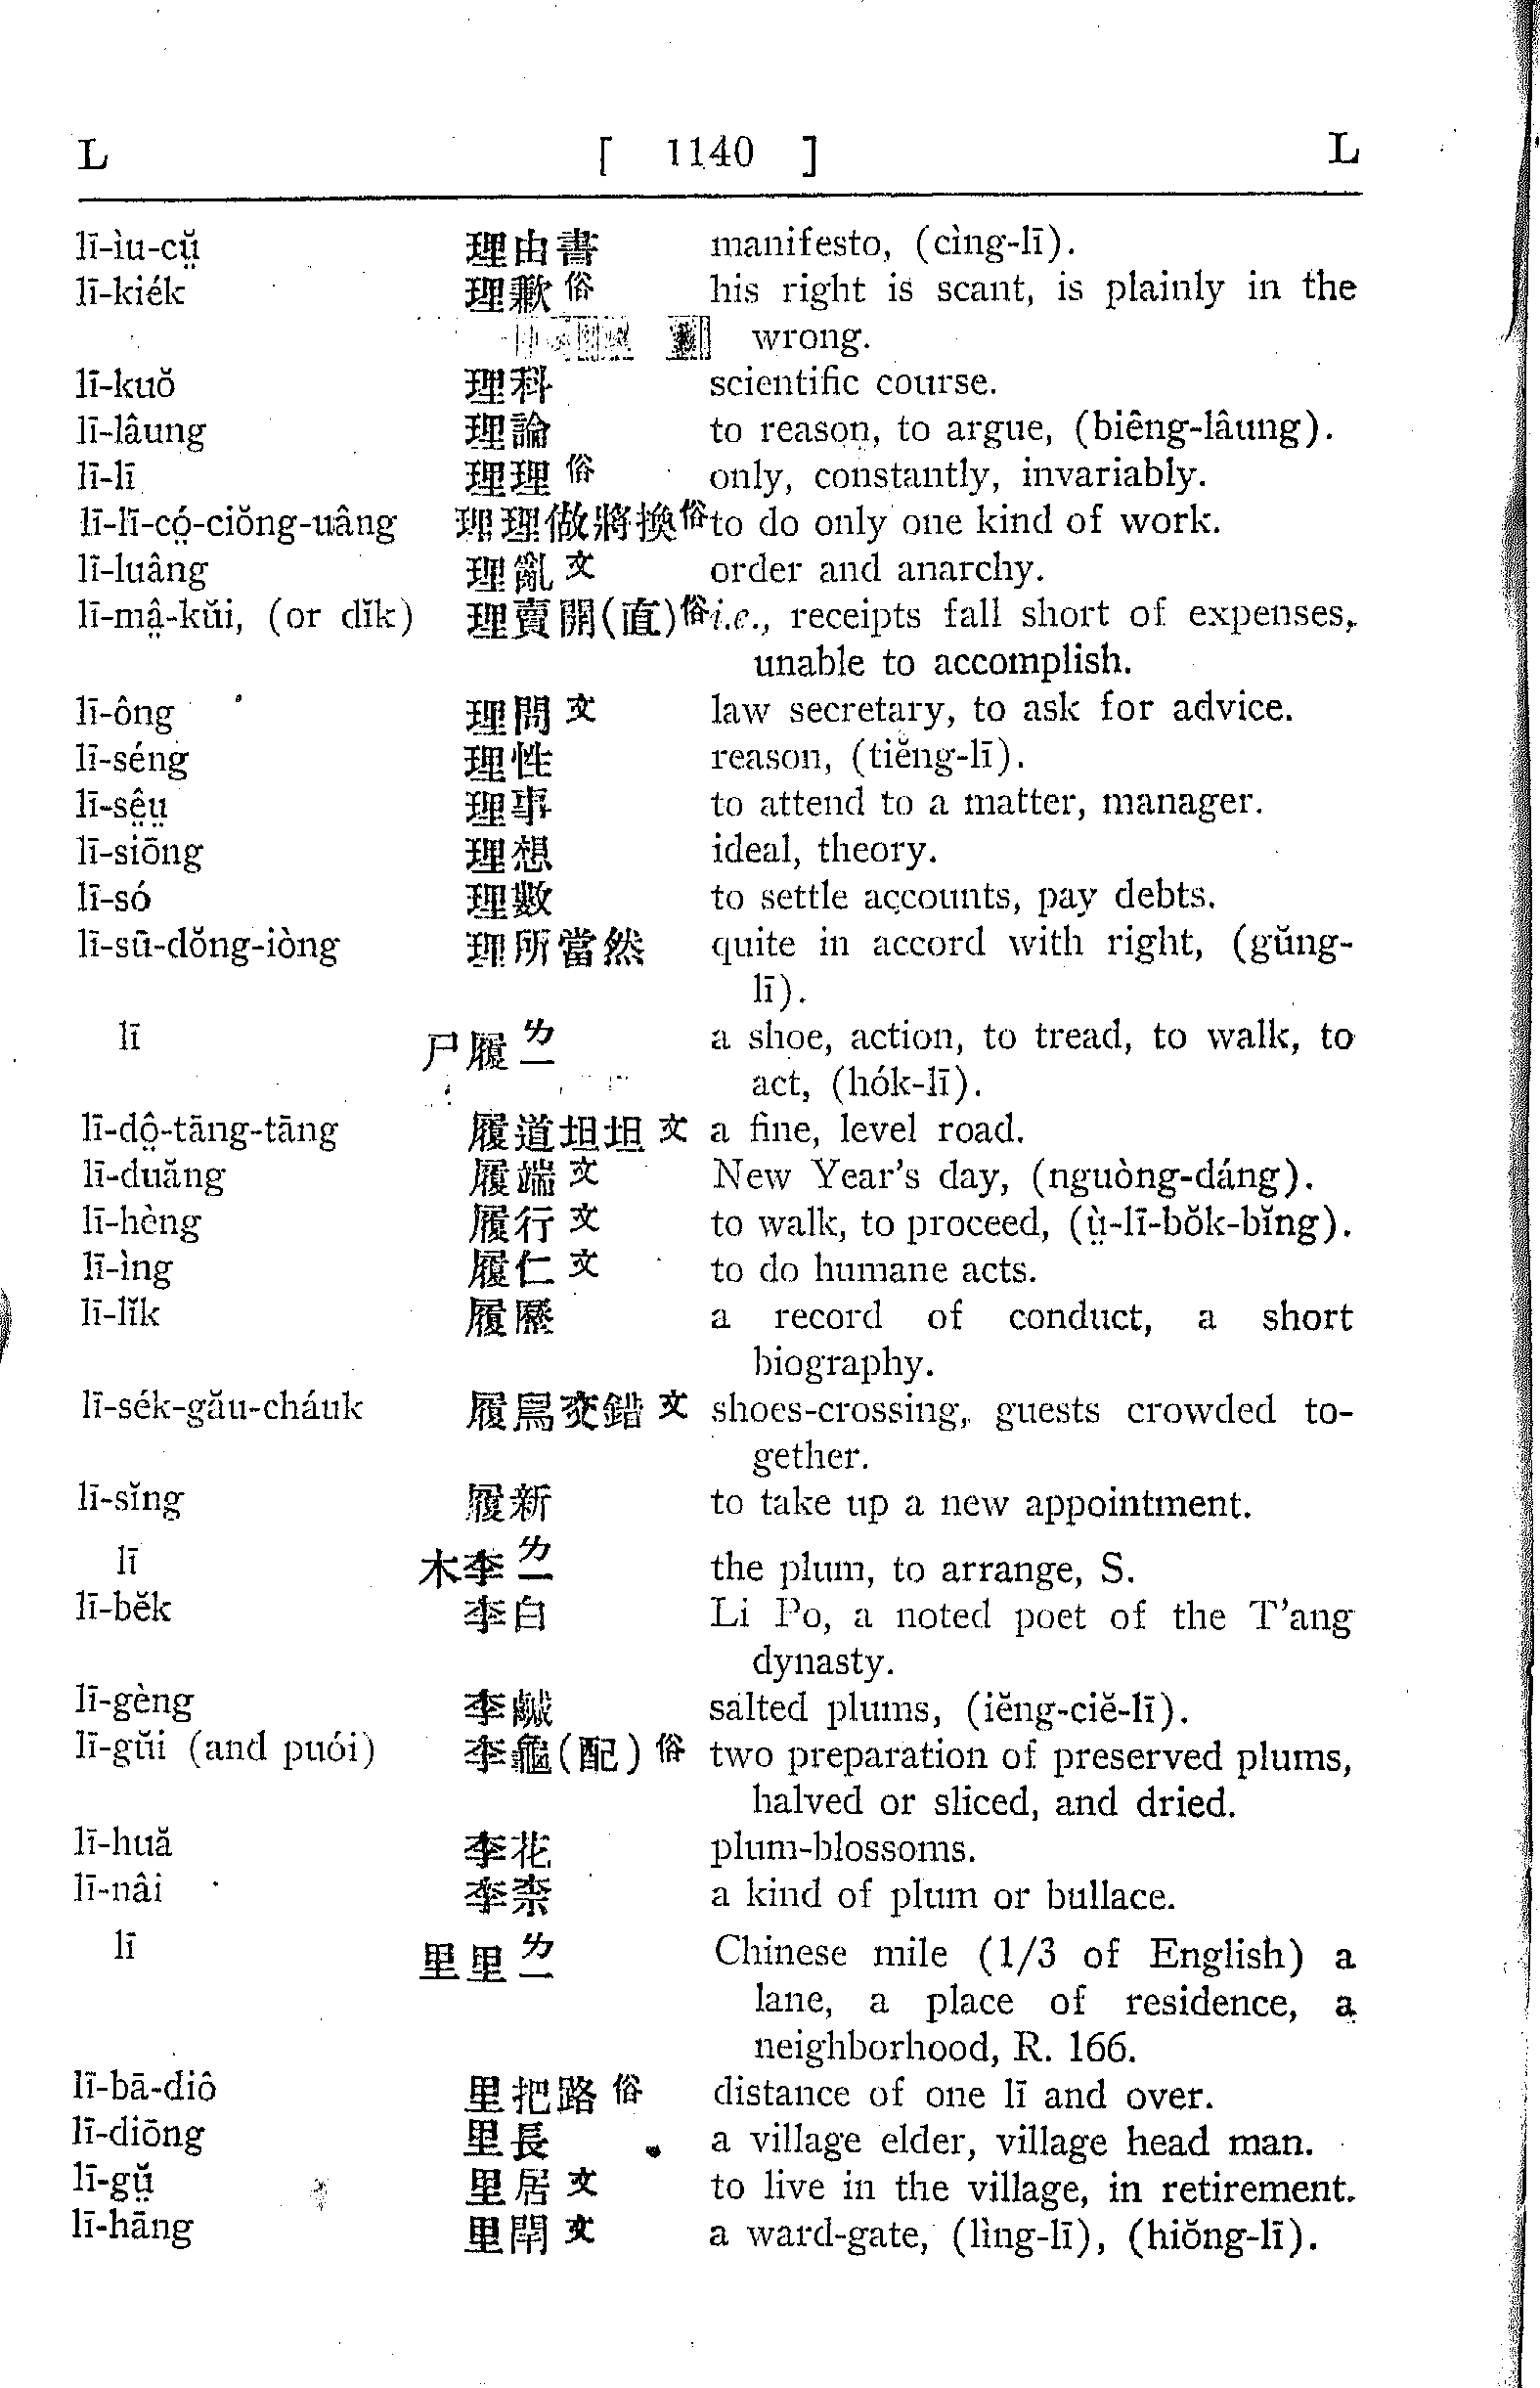 L [ 1140 ] L
lī-ìu-cṳ̆ 理由書 manifesto, (cìng-lī).
lī-kiék 理歉俗 his right is scant, is plainly in the
wrong.
lī-kuŏ 理科 scientific course.
lī-lâung 理論 to reason, to argue, (biêng-lâung).
lī-lī 理理俗 only, constantly, invariably.
lī-lī-có̤-ciŏng-uâng 理理做將換俗 to do only one kind of work.
lī-luâng 理亂文 order and anarchy.
lī-mâ̤-kŭi, (or dĭk) 理賣開(直)俗 i.e., receipts fall short of expenses,
unable to accomplish.
lī-ông 理問文 law secretary, to ask for advice.
lī-séng 理性 reason, (tiĕng-lī).
lī-sê̤ṳ 理事 to attend to a matter, manager.
lī-siōng 理想 ideal, theory.
lī-só 理數 to settle accounts, pay debts.
lī-sū-dŏng-iòng 理所當然 quite in accord with right, (gŭng-
lī).
lī 尸履ㄌㄧ a shoe, action, to tread, to walk, to
act, (hók-lī).
lī-dô̤-tāng-tāng 履道坦坦文 a fine, level road.
lī-duăng 履端文 New Year's day, (nguòng-dáng).
lī-hèng 履行文 to walk, to proceed, (ṳ̀-lī-bŏk-bĭng).
lī-ìng 履仁文 to do humane acts.
lī-lĭk 履歷 a record of conduct, a short
biography.
lī-sék-gău-cháuk 履舄交錯文 shoes-crossing, guests crowded to-
gether.
lī-sĭng 履新 to take up a new appointment.
lī 木李ㄌㄧ the plum, to arrange, S.
lī-bĕk 李白 Li Po, a noted poet of the T'ang
dynasty.
lī-gèng 李鹹 salted plums, (iĕng-ciĕ-lī).
lī-gŭi (and puói) 李龜(配)俗 two preparation of preserved plums,
halved or sliced, and dried.
lī-huă 李花 plum-blossoms.
lī-nâi 李柰 a kind of plum or bullace.
lī 里里ㄌㄧ Chinese mile (1/3 of English) a
lane, a place of residence, a
neighborhood, R. 166.
lī-bā-diô 里把路俗 distance of one lī and over.
lī-diōng 里長 a village elder, village head man.
lī-gṳ̆ 里居文 to live in the village, in retirement.
lī-hāng 里閈文 a ward-gate, (lìng-lī), (hiŏng-lī).